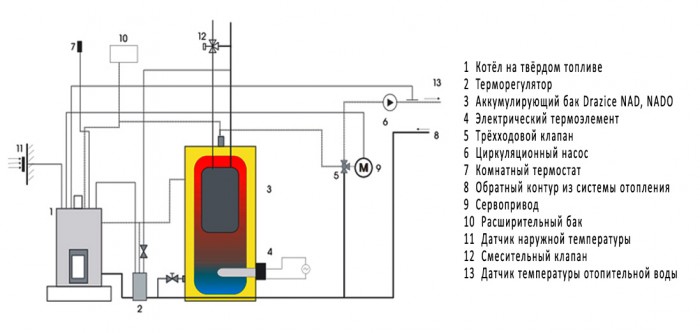 7
10
12
13
6
8
11
1
3
5
M
9
4
2
1 Котёл на твёрдом топливе
2 Терморегулятор
3 Аккумулирующий бак Drazice NAD, NADO
4 Электрический термоэлемент
5 Трёхходовой клапан
6 Циркуляционный насос
7 Комнатный термостат
8 Обратный контур из системы отопления
9 Сервопривод
10 Расширительный бак
11 Датчик наружной температуры
12 Смесительный клапан
13 Датчик температуры отопительной воды